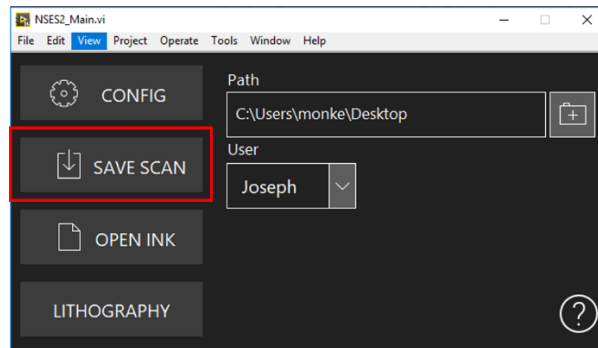 NSES2_Main.vi
File Edit View Project Operate Tools Window Help
CONFIG
Path
C:\Users\monke\Desktop
SAVE SCAN
User
Joseph
OPEN INK
LITHOGRAPHY
?